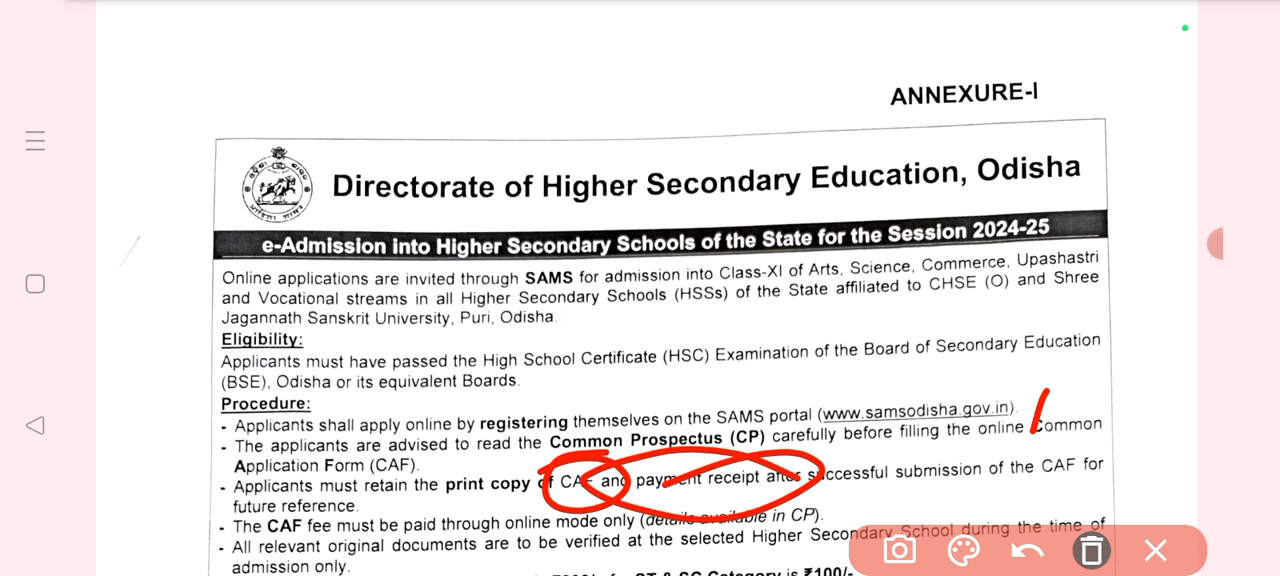 ANNEXURE-I
Directorate of Higher Secondary Education, Odisha
e-Admission into Higher Secondary Schools of the State for the Session 2024-25
Online applications are invited through SAMS for admission into Class-XI of Arts, Science, Commerce, Upashastri
and Vocational streams in all Higher Secondary Schools (HSSs) of the State affiliated to CHSE (O) and Shree
Jagannath Sanskrit University, Puri, Odisha.
Eligibility:
Applicants must have passed the High School Certificate (HSC) Examination of the Board of Secondary Education
(BSE), Odisha or its equivalent Boards.
Procedure:
- Applicants shall apply online by registering themselves on the SAMS portal (www.samsodisha.gov.in).
- The applicants are advised to read the Common Prospectus (CP) carefully before filling the online Common
Application Form (CAF).
- Applicants must retain the print copy of CAF and payment receipt after successful submission of the CAF for
future reference.
- The CAF fee must be paid through online mode only (details available in CP).
- All relevant original documents are to be verified at the selected Higher Secondary School during the time of
admission only.
for ST & SC Category is ₹100/-